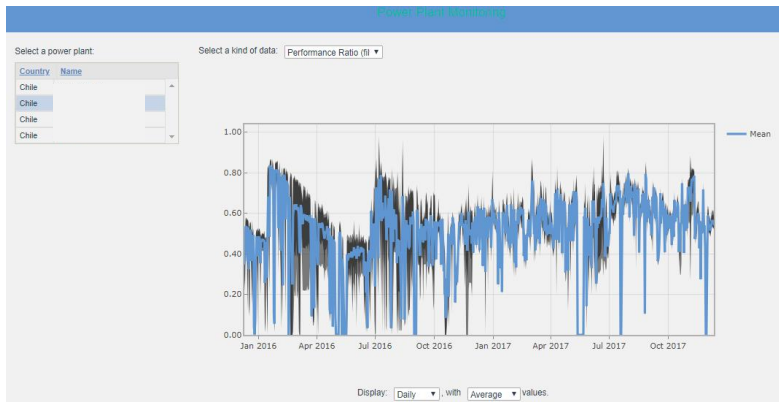 Power Plant Monitoring
Select a power plant:
Select a kind of data: Performance Ratio (fil
Country Name
Chile
Chile
Chile
Chile
1.00
0.80
0.60
0.40
0.20
0.00
Mean
Jan 2016 Apr 2016 Jul 2016 Oct 2016 Jan 2017 Apr 2017 Jul 2017 Oct 2017
Display: Daily , with Average values.